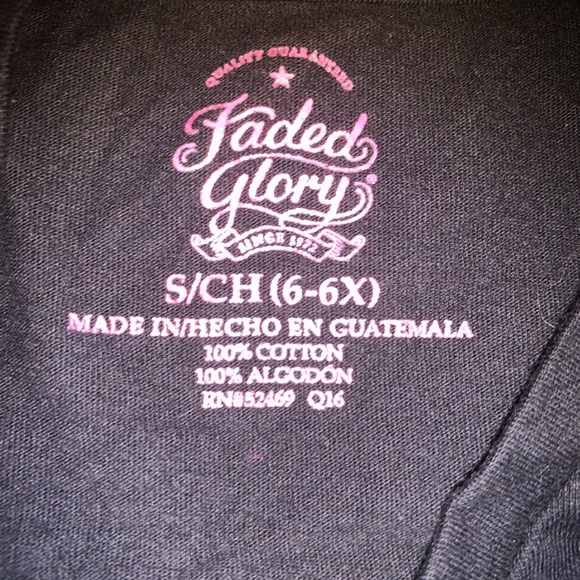 QUALITY GUARANTEED
Faded
Glory®
SINCE 1972
S/CH (6-6X)
MADE IN/HECHO EN GUATEMALA
100% COTTON
100% ALGODÓN
RN#52469 Q16